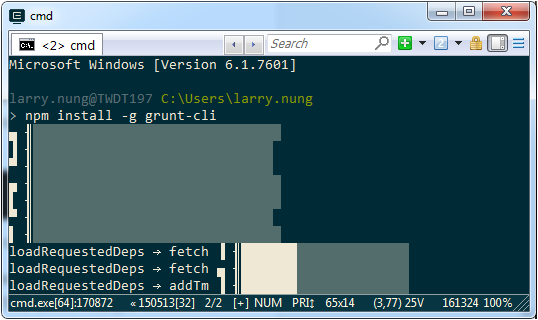 cmd
<2> cmd
Search
Microsoft Windows [Version 6.1.7601]
larry.nung@TWDT197 C:\Users\larry.nung
> npm install -g grunt-cli
loadRequestedDeps → fetch
loadRequestedDeps → fetch
loadRequestedDeps → addTm
cmd.exe[64]:170872 «150513[32] 2/2 [+] NUM PRI↕ 65x14 (3,77) 25V 161324 100%